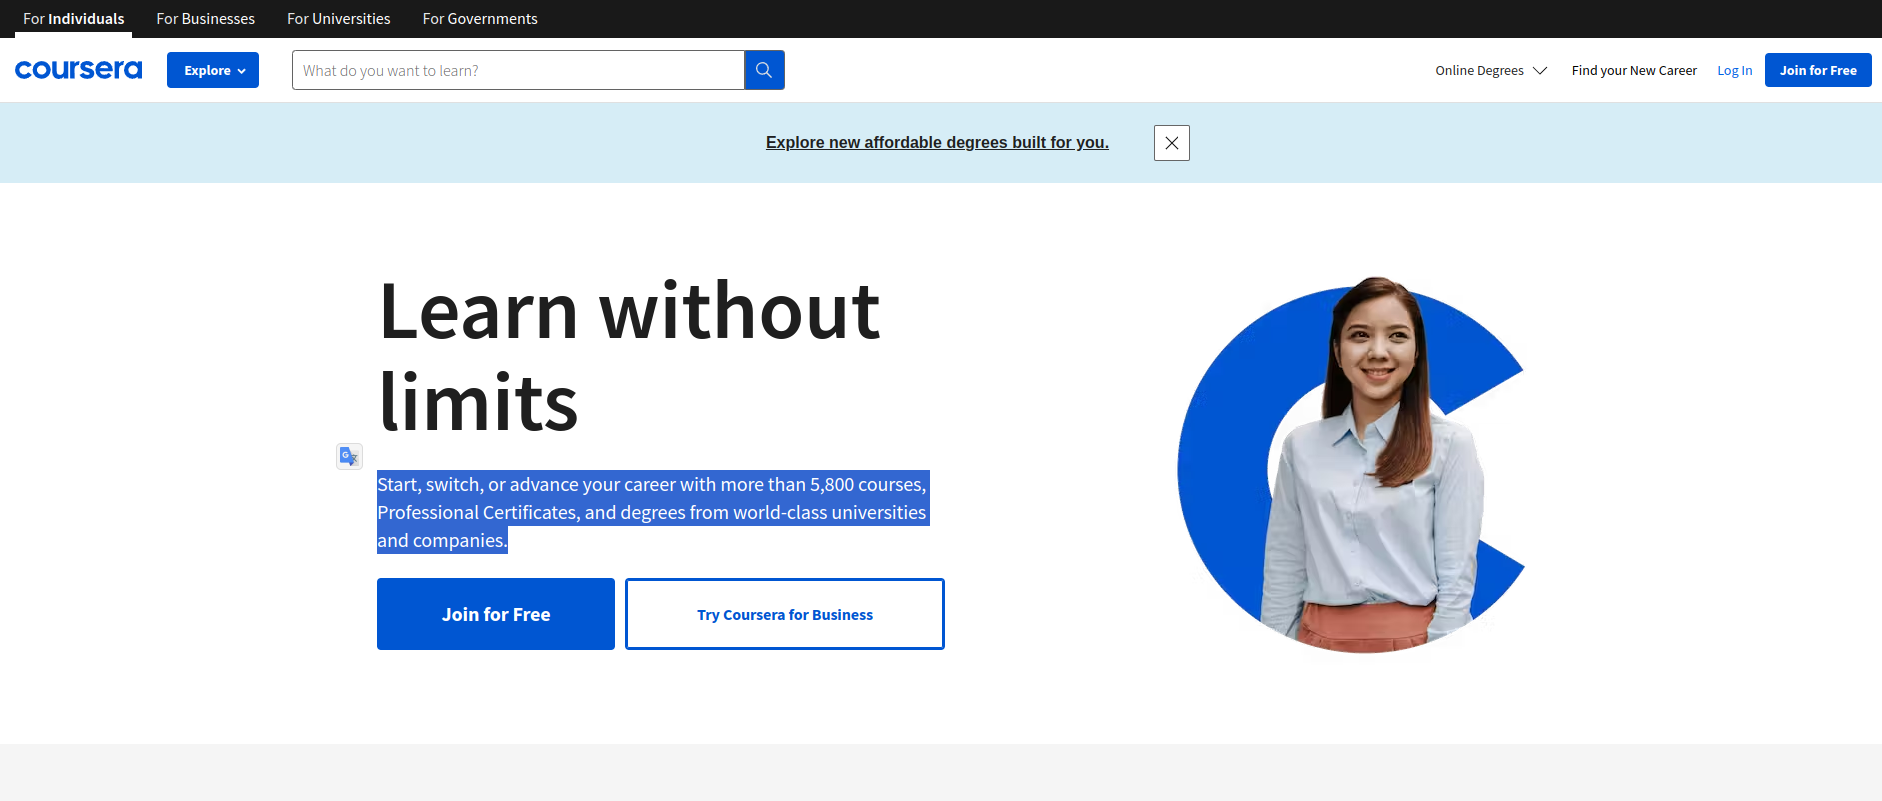 For Individuals
For Businesses
For Universities
For Governments
coursera
Explore
What do you want to learn?
Online Degrees
Find your New Career
Log In
Join for Free
Explore new affordable degrees built for you.
Learn without
limits
G
Start, switch, or advance your career with more than 5,800 courses,
Professional Certificates, and degrees from world-class universities
and companies.
Join for Free
Try Coursera for Business